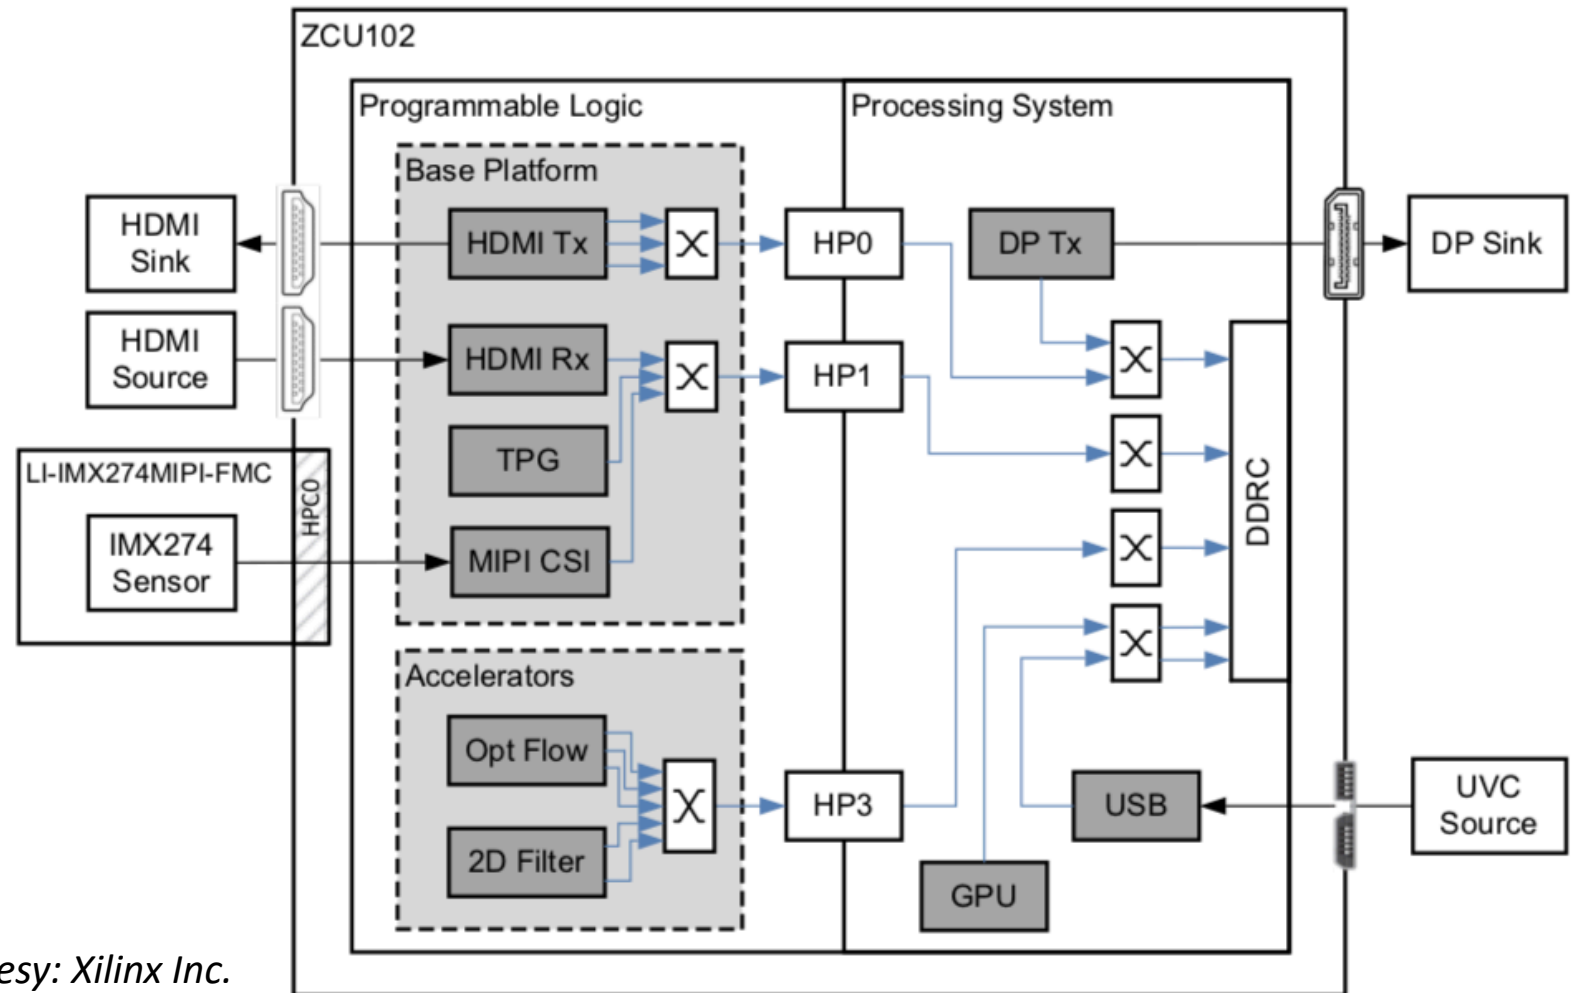 ZCU102
Programmable Logic
Processing System
Base Platform
HDMI
Sink
HDMI Tx
HP0
DP Tx
DP Sink
HDMI
Source
HDMI Rx
HP1
TPG
LI-IMX274MIPI-FMC
HPC0
IMX274
Sensor
MIPI CSI
DDRC
Accelerators
Opt Flow
2D Filter
HP3
USB
UVC
Source
GPU
esy: Xilinx Inc.